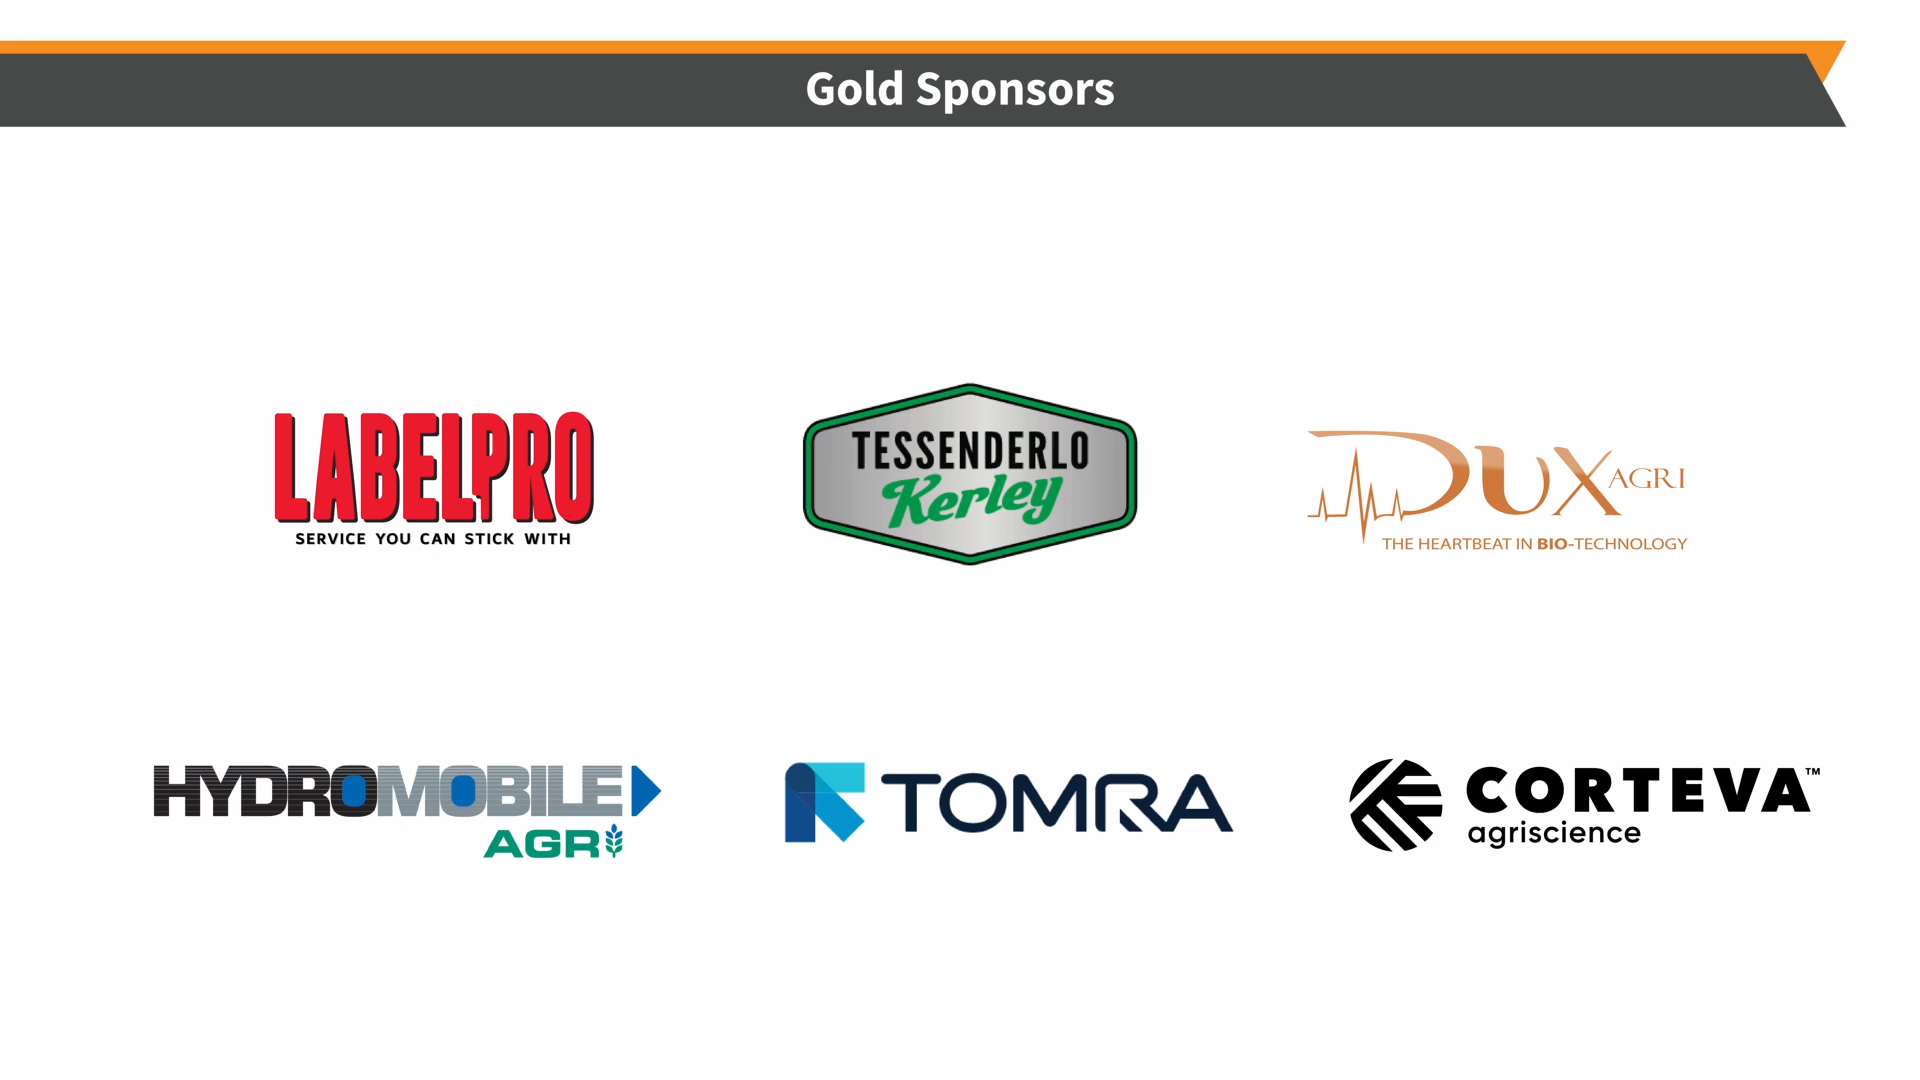 Gold Sponsors
LABELPRO
SERVICE YOU CAN STICK WITH
TESSENDERLO
Kerley
DUX AGRI
THE HEARTBEAT IN BIO-TECHNOLOGY
HYDROMOBILE
AGRI
TOMRA
CORTEVA™
agriscience